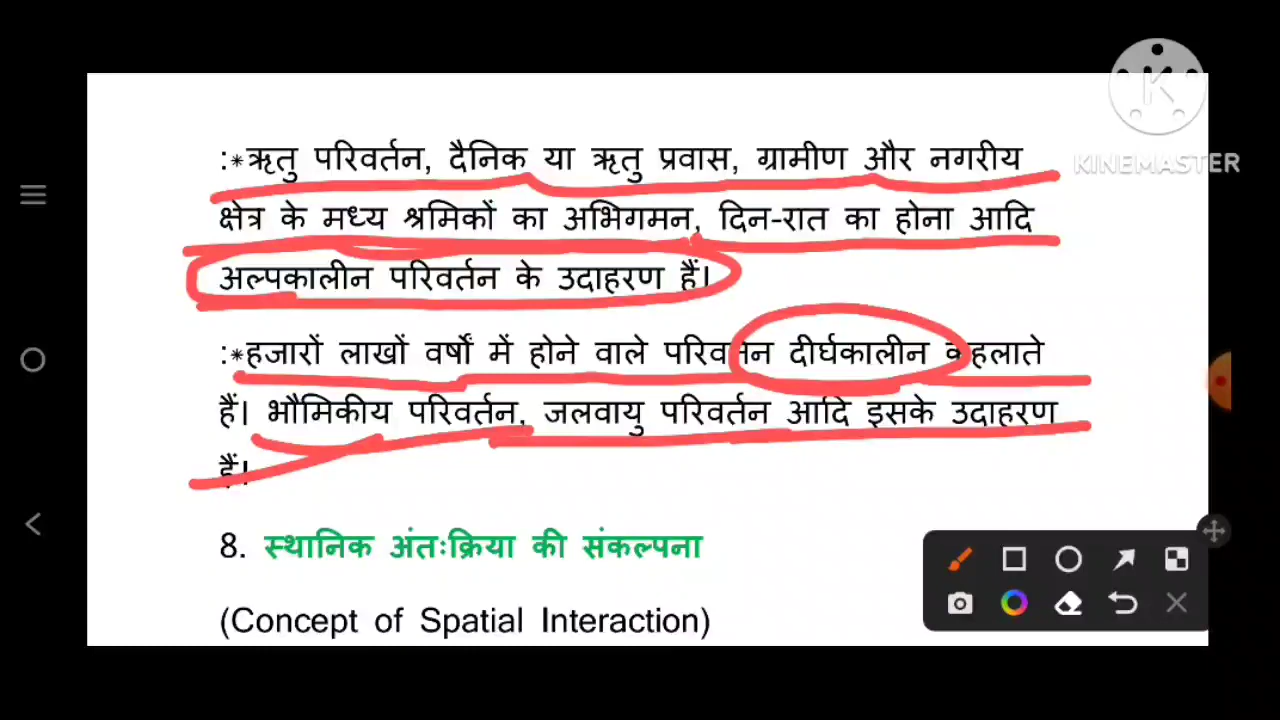 :*ऋतु परिवर्तन, दैनिक या ऋतु प्रवास, ग्रामीण और नगरीय
क्षेत्र के मध्य श्रमिकों का अभिगमन, दिन-रात का होना आदि
अल्पकालीन परिवर्तन के उदाहरण हैं।
:*हजारों लाखों वर्षों में होने वाले परिवर्तन दीर्घकालीन कहलाते
हैं। भौमिकीय परिवर्तन, जलवायु परिवर्तन आदि इसके उदाहरण
हैं।
8. स्थानिक अंतःक्रिया की संकल्पना
(Concept of Spatial Interaction)
K
KINEMASTER